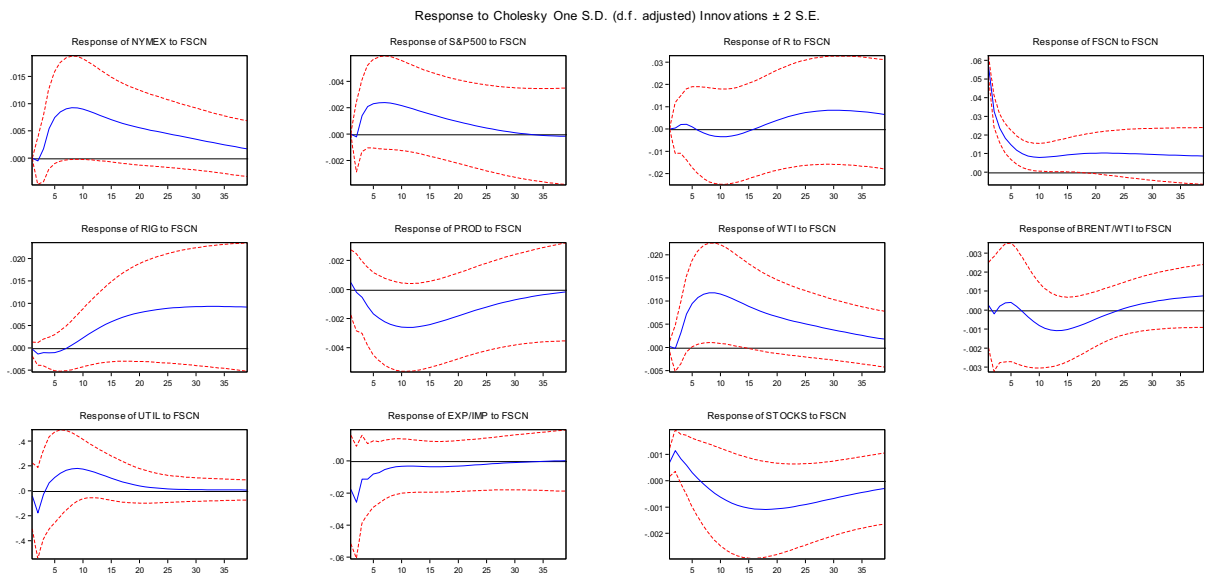 Response to Cholesky One S.D. (d.f. adjusted) Innovations ± 2 S.E.
Response of NYMEX to FSCN
.015
.010
.005
.000
5 10 15 20 25 30 35
Response of S&P500 to FSCN
.004
.002
.000
-.002
5 10 15 20 25 30 35
Response of R to FSCN
.03
.02
.01
.00
-.01
-.02
5 10 15 20 25 30 35
Response of FSCN to FSCN
.06
.05
.04
.03
.02
.01
.00
5 10 15 20 25 30 35
Response of RIG to FSCN
.020
.015
.010
.005
.000
-.005
5 10 15 20 25 30 35
Response of PROD to FSCN
.002
.000
-.002
-.004
5 10 15 20 25 30 35
Response of WTI to FSCN
.020
.015
.010
.005
.000
-.005
5 10 15 20 25 30 35
Response of BRENT/WTI to FSCN
.003
.002
.001
.000
-.001
-.002
-.003
5 10 15 20 25 30 35
Response of UTIL to FSCN
.4
.2
.0
-.2
-.4
5 10 15 20 25 30 35
Response of EXP/IMP to FSCN
.02
.00
-.02
-.04
-.06
5 10 15 20 25 30 35
Response of STOCKS to FSCN
.001
.000
-.001
-.002
5 10 15 20 25 30 35